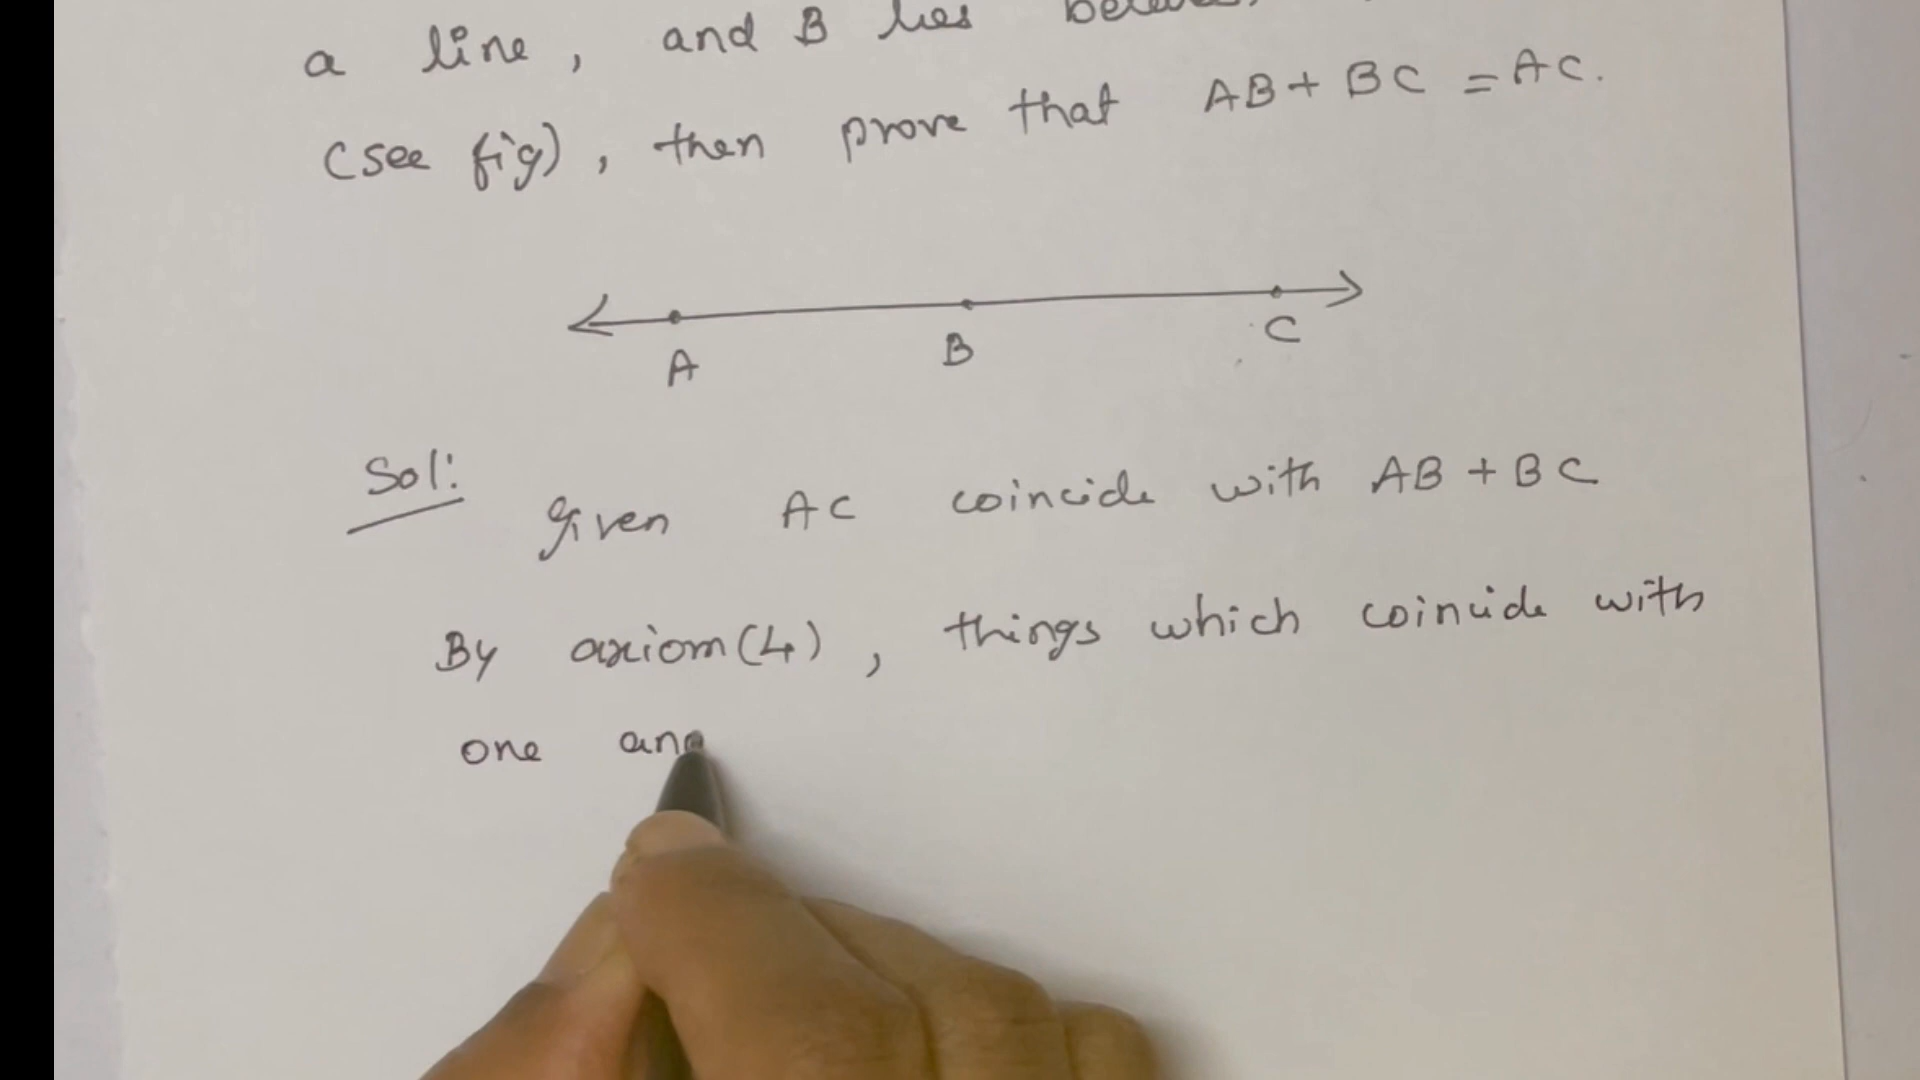 a line, and B lies
(see fig), then prove that AB + BC = AC.
A B C
Sol:
Given AC coincide with AB + BC
By axiom(4), things which coincide with
one ano